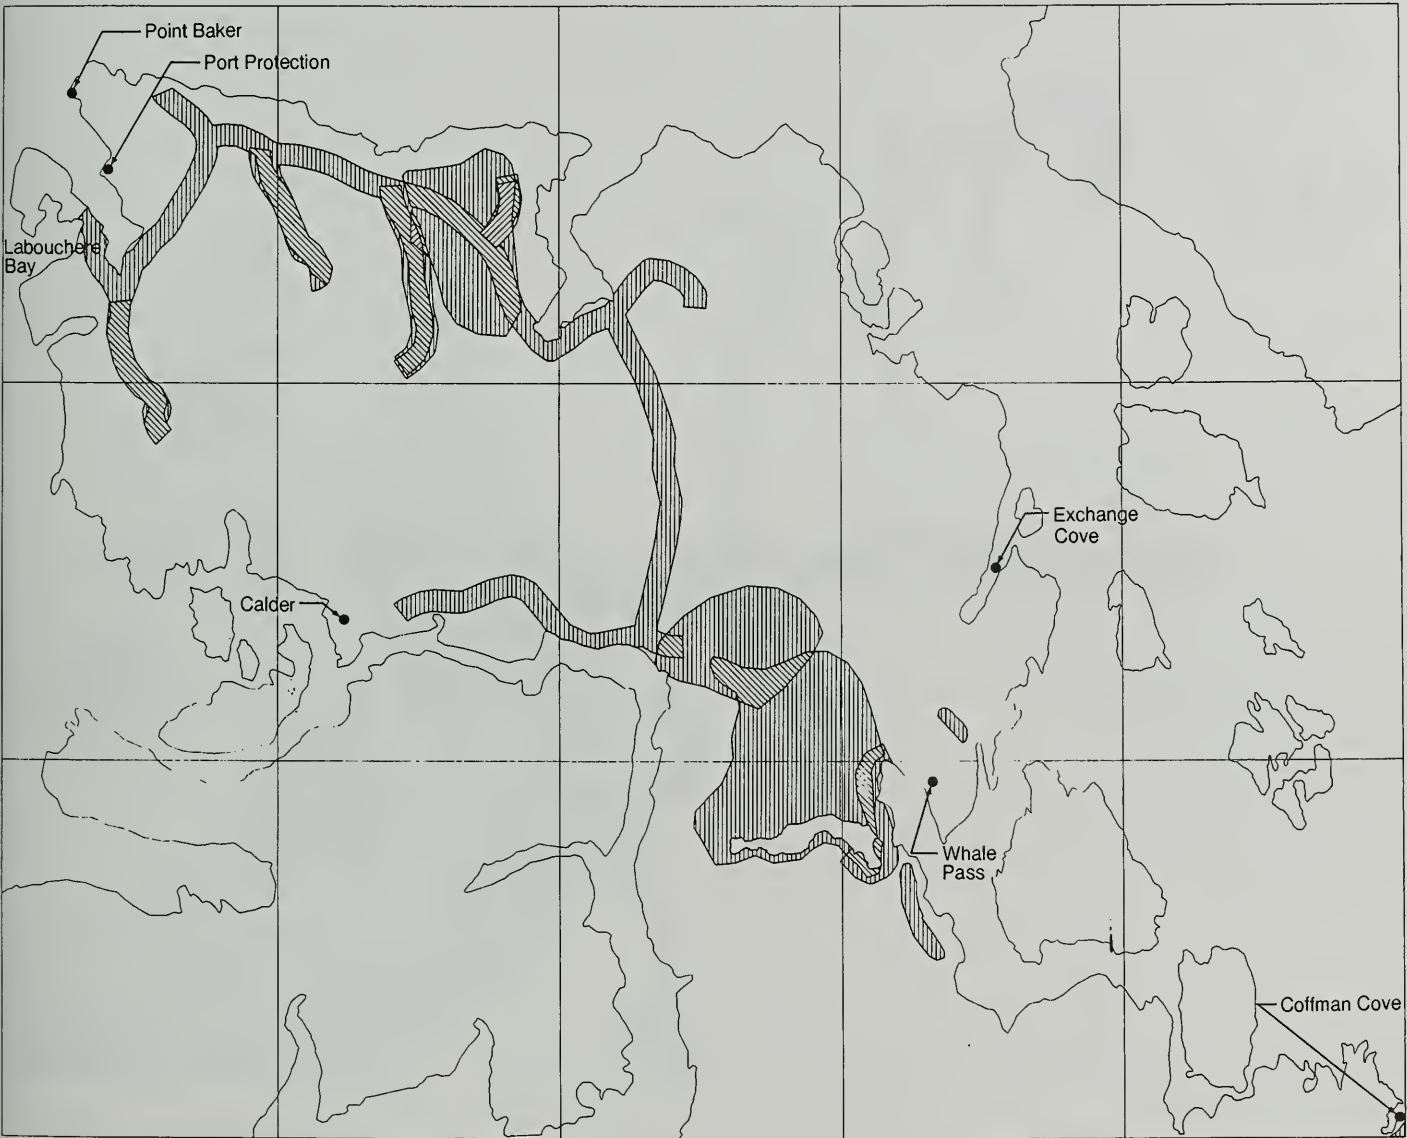 Point Baker
Port Protection
Labouchere
Bay
Exchange
Cove
Calder
Whale
Pass
Coffman Cove